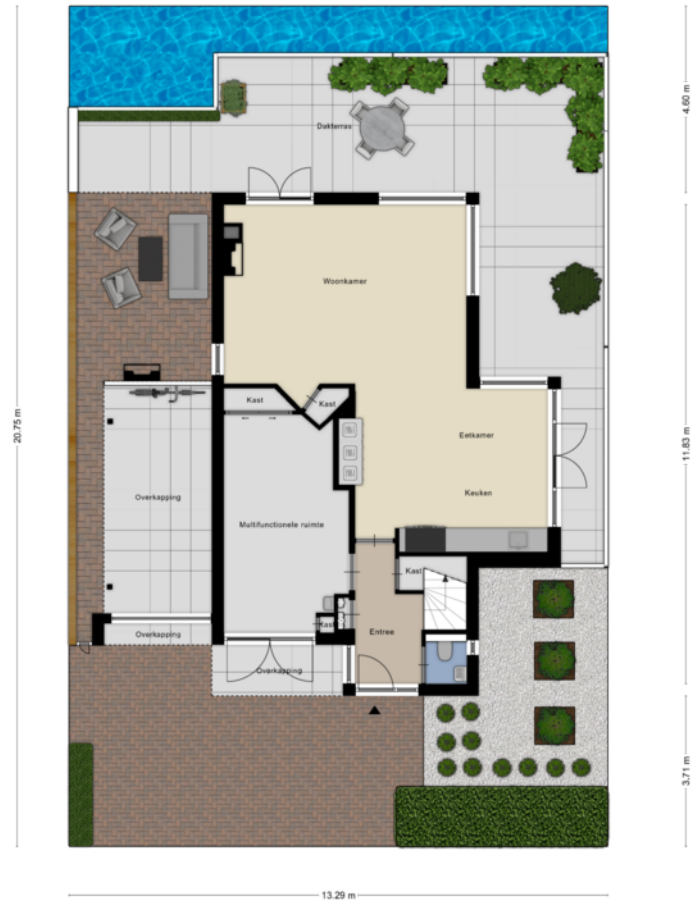 4.60 m
Dakterras
Woonkamer
Kast
Kast
20.75 m
11.83 m
Eetkamer
Overkapping
Keuken
Multifunctionele ruimte
Kast
Kast
Overkapping
Entree
Overkapping
3.71 m
13.29 m